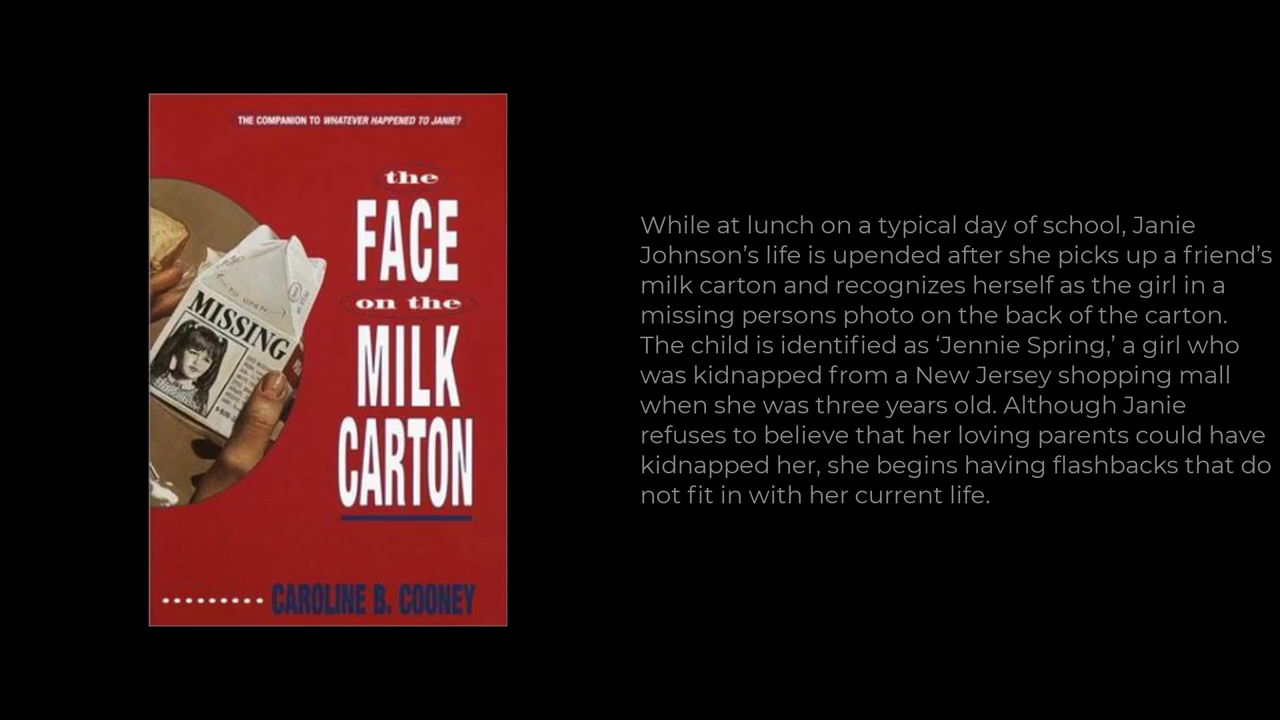 THE COMPANION TO WHATEVER HAPPENED TO JANIE?
the
FACE
on the
MILK
CARTON
MISSING
CAROLINE B. COONEY
While at lunch on a typical day of school, Janie
Johnson’s life is upended after she picks up a friend’s
milk carton and recognizes herself as the girl in a
missing persons photo on the back of the carton.
The child is identified as ‘Jennie Spring,’ a girl who
was kidnapped from a New Jersey shopping mall
when she was three years old. Although Janie
refuses to believe that her loving parents could have
kidnapped her, she begins having flashbacks that do
not fit in with her current life.